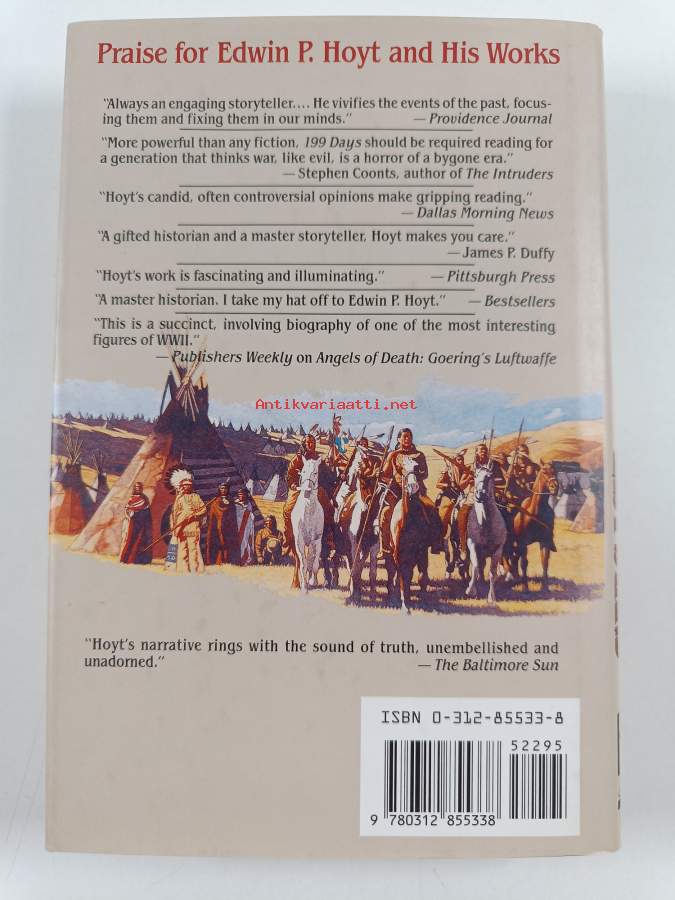 Praise for Edwin P. Hoyt and His Works
"Always an engaging storyteller.... He vivifies the events of the past, focus-
ing them and fixing them in our minds." — Providence Journal
"More powerful than any fiction, 199 Days should be required reading for
a generation that thinks war, like evil, is a horror of a bygone era."
— Stephen Coonts, author of The Intruders
"Hoyt's candid, often controversial opinions make gripping reading."
— Dallas Morning News
"A gifted historian and a master storyteller, Hoyt makes you care."
— James P. Duffy
"Hoyt's work is fascinating and illuminating." — Pittsburgh Press
"A master historian. I take my hat off to Edwin P. Hoyt." — Bestsellers
"This is a succinct, involving biography of one of the most interesting
figures of WWII."
— Publishers Weekly on Angels of Death: Goering's Luftwaffe
Antikvariaatti.net
"Hoyt's narrative rings with the sound of truth, unembellished and
unadorned." — The Baltimore Sun
ISBN 0-312-85533-8
52295
9 780312 855338